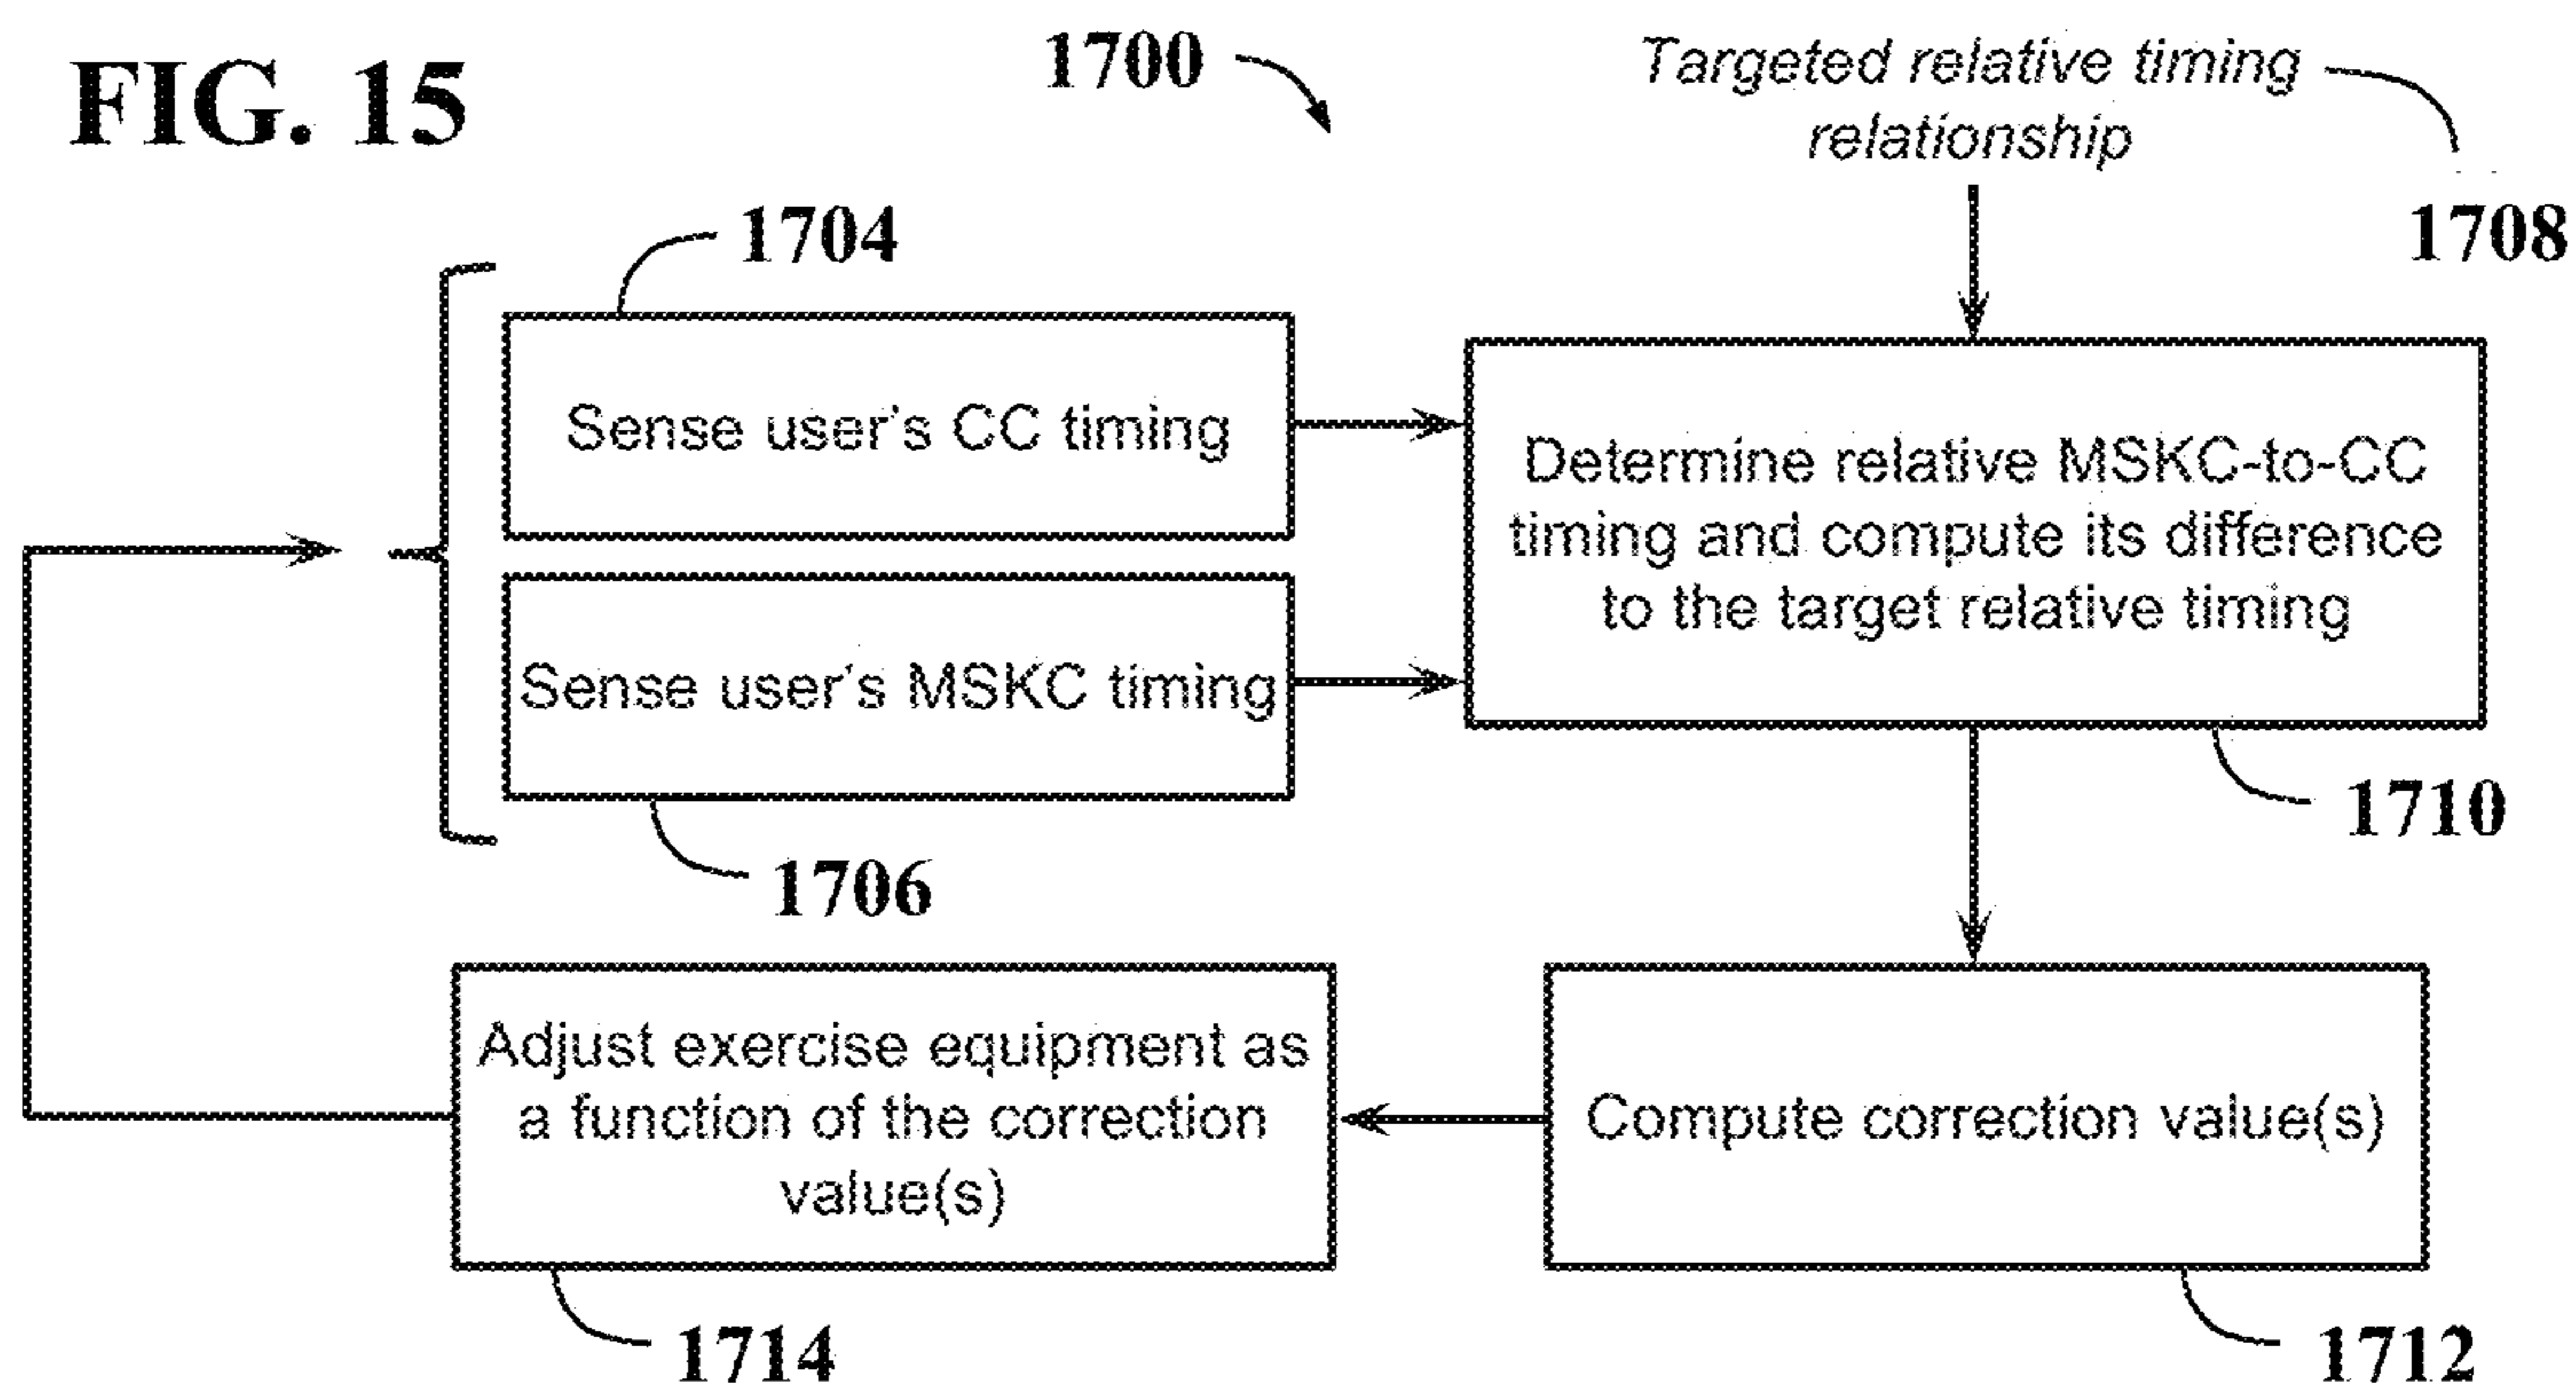 FIG. 15
1700
Targeted relative timing
relationship
1708
1704
Sense user's CC timing
Sense user's MSKC timing
1706
Determine relative MSKC-to-CC
timing and compute its difference
to the target relative timing
1710
Adjust exercise equipment as
a function of the correction
value(s)
1714
Compute correction value(s)
1712